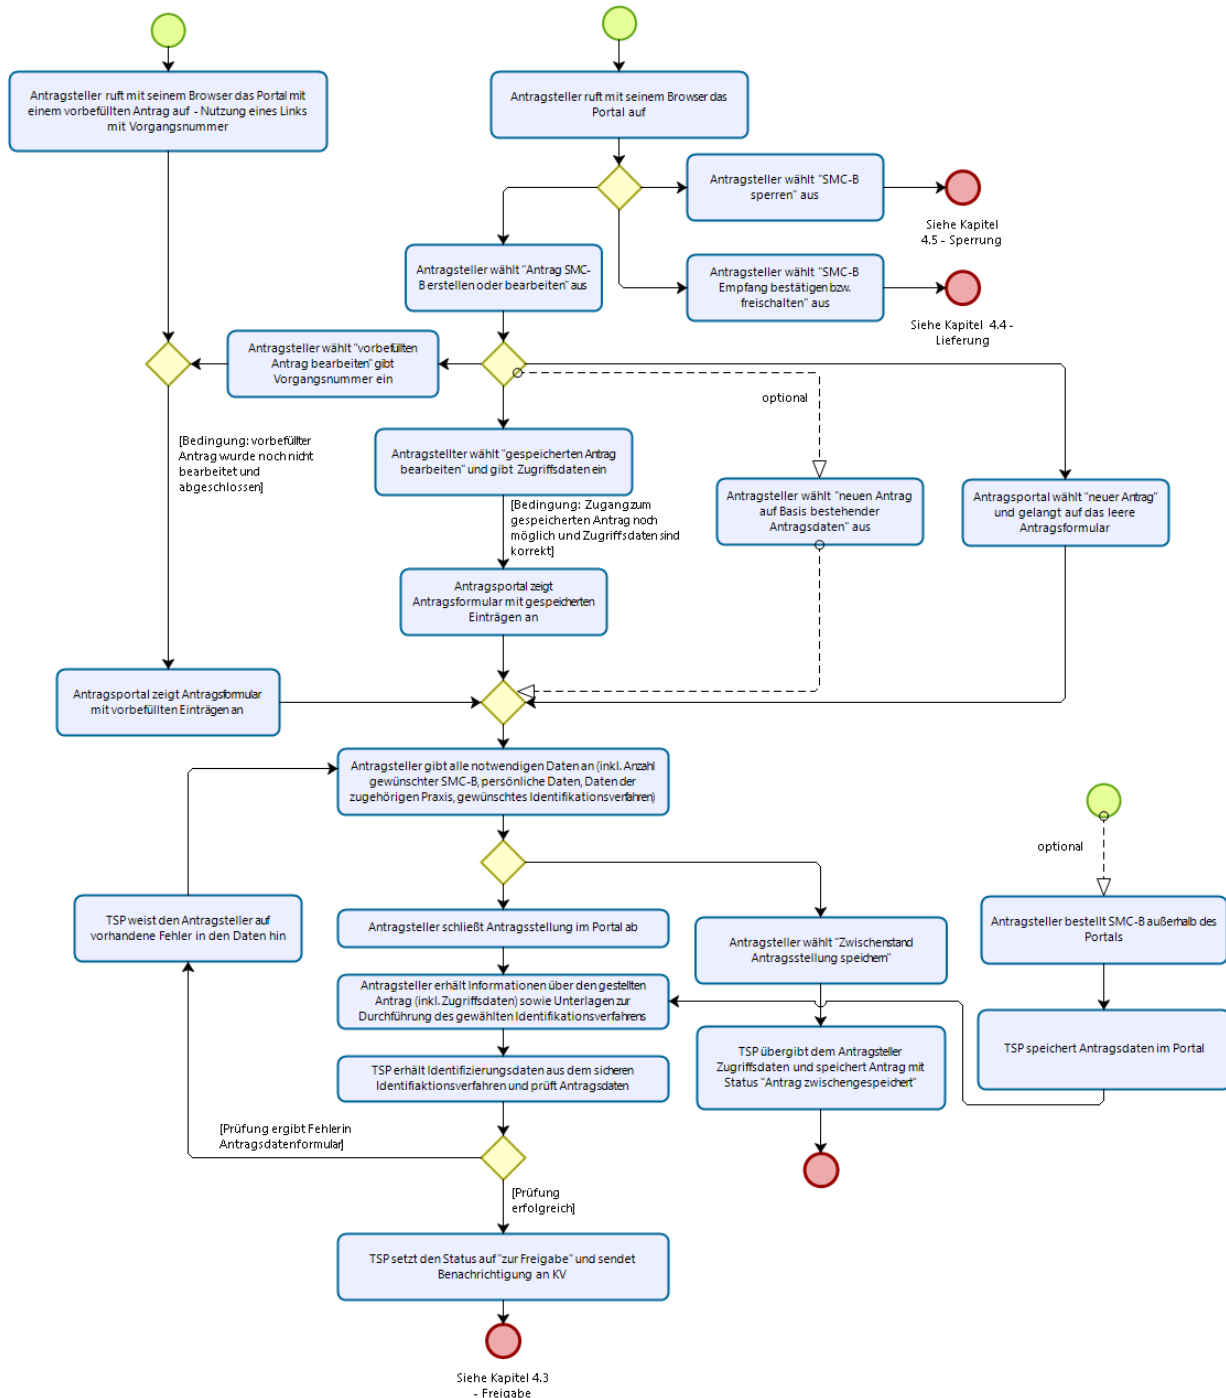 Antragsteller ruft mit seinem Browser das Portal mit
einem vorbefüllten Antrag auf - Nutzung eines Links
mit Vorgangsnummer
Antragsteller ruft mit seinem Browser das
Portal auf
Antragsteller wählt "SMC-B
sperren" aus
Siehe Kapitel
4.5 - Sperrung
Antragsteller wählt "Antrag SMC-
B erstellen oder bearbeiten" aus
Antragsteller wählt "SMC-B
Empfang bestätigen bzw.
freischalten" aus
Siehe Kapitel 4.4 -
Lieferung
Antragsteller wählt "vorbefüllten
Antrag bearbeiten" gibt
Vorgangsnummer ein
optional
[Bedingung: vorbefüllter
Antrag wurde noch nicht
bearbeitet und
abgeschlossen]
Antragstellter wählt "gespeicherten Antrag
bearbeiten" und gibt Zugriffsdaten ein
[Bedingung: Zugang zum
gespeicherten Antrag noch
möglich und Zugriffsdaten sind
korrekt]
Antragsteller wählt "neuen Antrag
auf Basis bestehender
Antragsdaten" aus
Antragsportal wählt "neuer Antrag"
und gelangt auf das leere
Antragsformular
Antragsportal zeigt
Antragsformular mit gespeicherten
Einträgen an
Antragsportal zeigt Antragsformular
mit vorbefüllten Einträgen an
Antragsteller gibt alle notwendigen Daten an (inkl. Anzahl
gewünschter SMC-B, persönliche Daten, Daten der
zugehörigen Praxis, gewünschtes Identifikationsverfahren)
optional
TSP weist den Antragsteller auf
vorhandene Fehler in den Daten hin
Antragsteller schließt Antragsstellung im Portal ab
Antragsteller wählt "Zwischenstand
Antragsstellung speichern"
Antragsteller bestellt SMC-B außerhalb des
Portals
Antragsteller erhält Informationen über den gestellten
Antrag (inkl. Zugriffsdaten) sowie Unterlagen zur
Durchführung des gewählten Identifikationsverfahrens
TSP speichert Antragsdaten im Portal
TSP erhält Identifizierungsdaten aus dem sicheren
Identifiaktionsverfahren und prüft Antragsdaten
TSP übergibt dem Antragsteller
Zugriffsdaten und speichert Antrag mit
Status "Antrag zwischengespeichert"
[Prüfung ergibt Fehler in
Antragsdatenformular]
[Prüfung
erfolgreich]
TSP setzt den Status auf "zur Freigabe" und sendet
Benachrichtigung an KV
Siehe Kapitel 4.3
- Freigabe